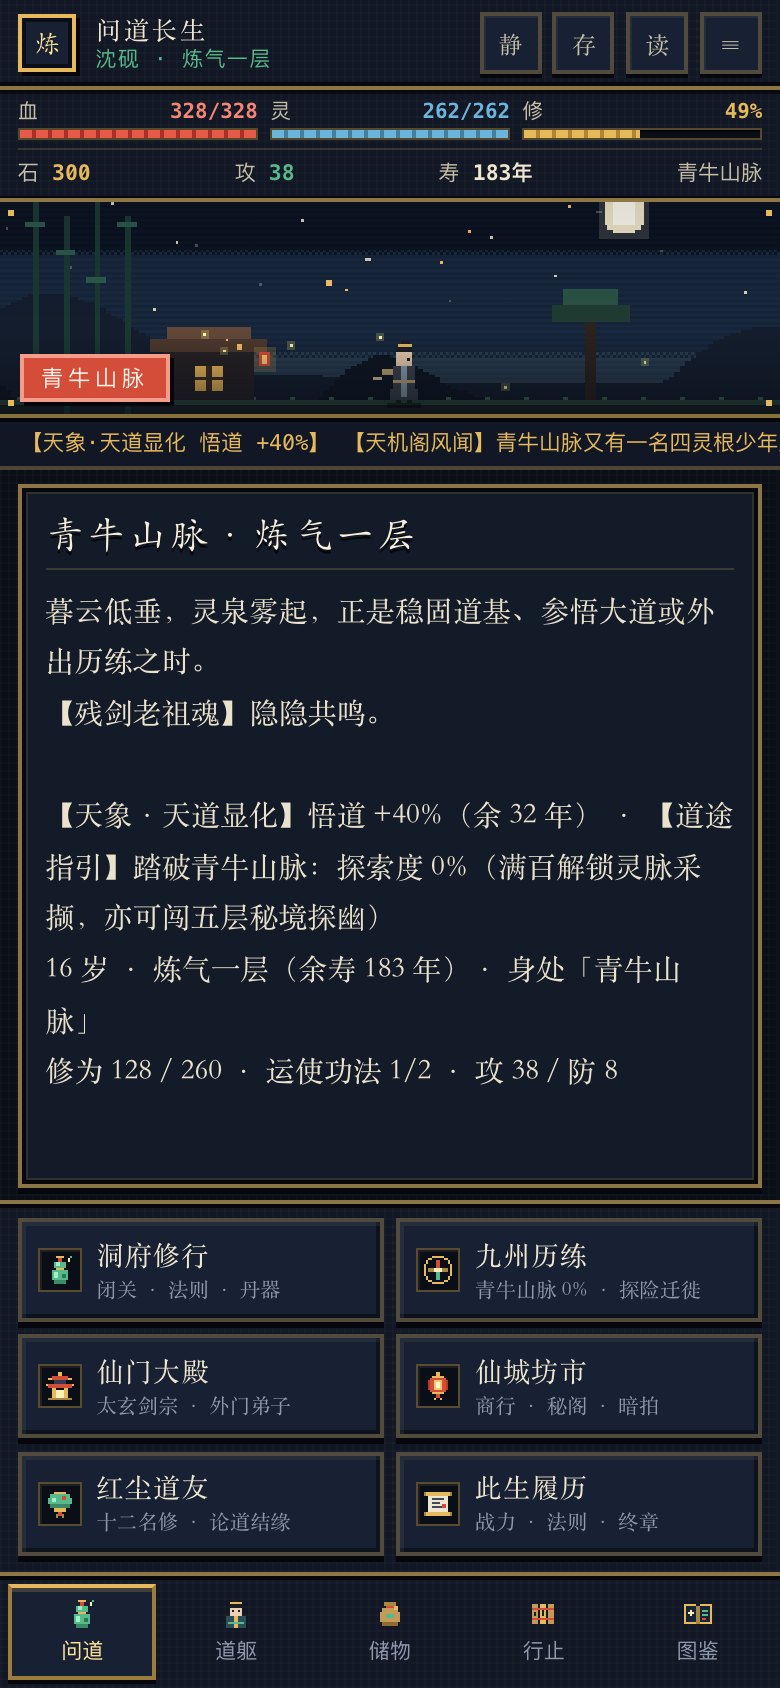 炼
问道长生
沈砚 · 炼气一层
静
存
读
血 328/328 灵 262/262 修 49%
石 300 攻 38 寿 183年 青牛山脉
青牛山脉
【天象·天道显化 悟道 +40%】 【天机阁风闻】青牛山脉又有一名四灵根少年
青牛山脉 · 炼气一层
暮云低垂，灵泉雾起，正是稳固道基、参悟大道或外
出历练之时。
【残剑老祖魂】隐隐共鸣。
【天象 · 天道显化】悟道 +40%（余 32 年） · 【道途
指引】踏破青牛山脉：探索度 0%（满百解锁灵脉采
撷，亦可闯五层秘境探幽）
16 岁 · 炼气一层（余寿 183 年） · 身处「青牛山
脉」
修为 128 / 260 · 运使功法 1/2 · 攻 38 / 防 8
洞府修行
闭关 · 法则 · 丹器
九州历练
青牛山脉 0% · 探险迁徙
仙门大殿
太玄剑宗 · 外门弟子
仙城坊市
商行 · 秘阁 · 暗拍
红尘道友
十二名修 · 论道结缘
此生履历
战力 · 法则 · 终章
问道
道躯
储物
行止
图鉴